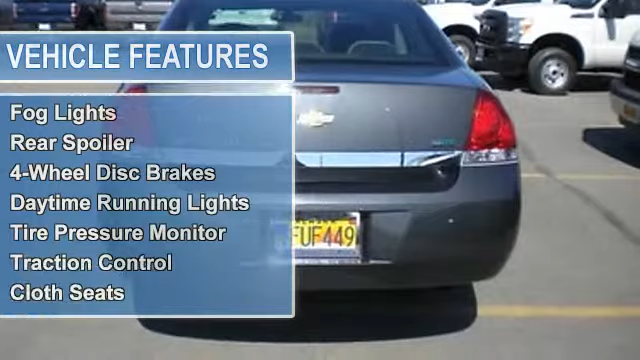 VEHICLE FEATURES
Fog Lights
Rear Spoiler
4-Wheel Disc Brakes
Daytime Running Lights
Tire Pressure Monitor
Traction Control
Cloth Seats
FUF449